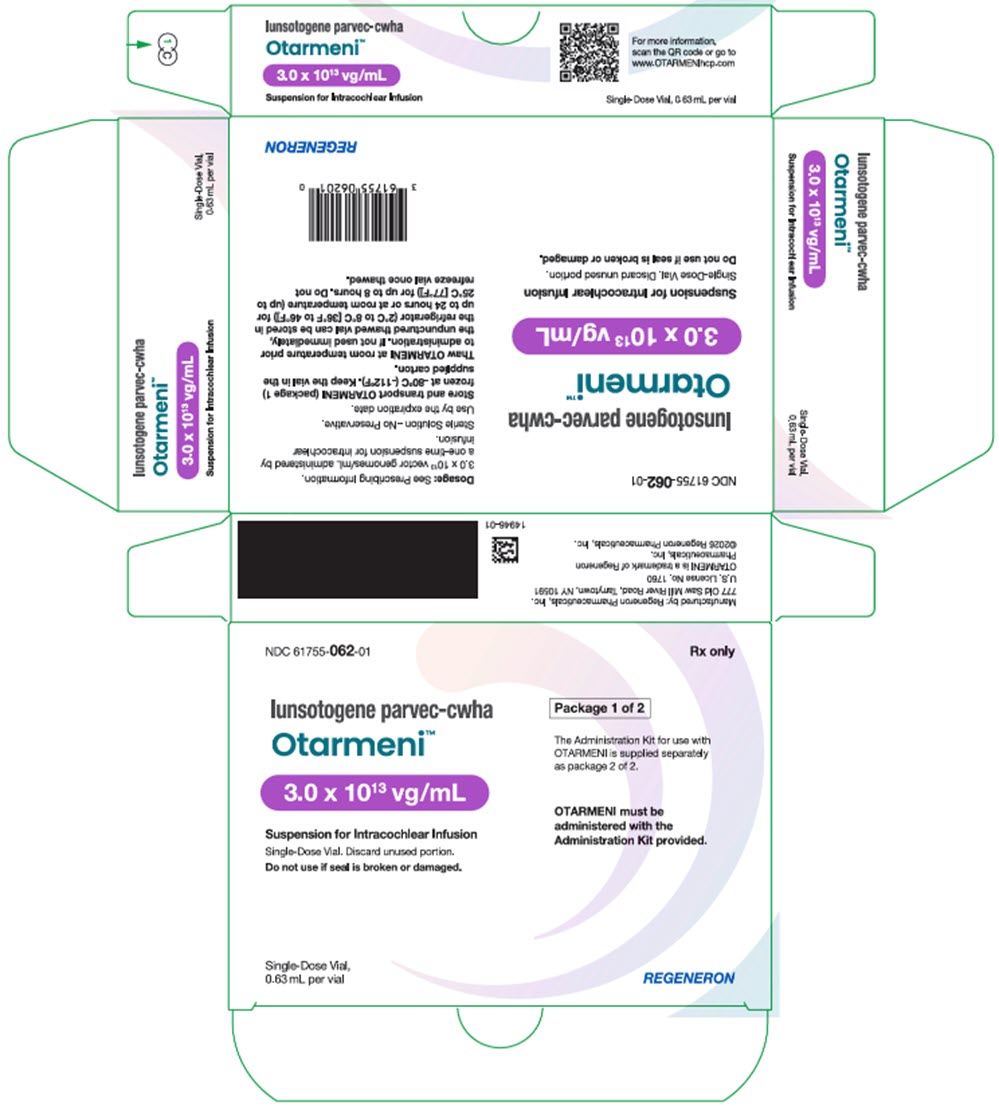 1
C
lunsotogene parvec-cwha
Otarmeni™
3.0 x 10¹³ vg/mL
Suspension for Intracochlear Infusion
For more information,
scan the QR code or go to
www.OTARMENIhcp.com
Single-Dose Vial, 0.63 mL per vial
Single-Dose Vial,
0.63 mL per vial
lunsotogene parvec-cwha
Otarmeni™
3.0 x 10¹³ vg/mL
Suspension for Intracochlear Infusion
lunsotogene parvec-cwha
Otarmeni™
3.0 x 10¹³ vg/mL
Suspension for Intracochlear Infusion
Single-Dose Vial,
0.63 mL per vial
NDC 61755-062-01
lunsotogene parvec-cwha
Otarmeni™
3.0 x 10¹³ vg/mL
Suspension for Intracochlear Infusion
Single-Dose Vial. Discard unused portion.
Do not use if seal is broken or damaged.
Dosage: See Prescribing Information.
3.0 x 10¹³ vector genomes/mL administered by
a one-time suspension for intracochlear
infusion.
Sterile Solution – No Preservative.
Use by the expiration date.
Store and transport OTARMENI (package 1)
frozen at -80°C (-112°F). Keep the vial in the
supplied carton.
Thaw OTARMENI at room temperature prior
to administration. If not used immediately,
the unpunctured thawed vial can be stored in
the refrigerator (2°C to 8°C [36°F to 46°F]) for
up to 24 hours or at room temperature (up to
25°C [77°F]) for up to 8 hours. Do not
refreeze vial once thawed.
3 61755 06201 0
REGENERON
Manufactured by: Regeneron Pharmaceuticals, Inc.
777 Old Saw Mill River Road, Tarrytown, NY 10591
U.S. License No. 1760
OTARMENI is a trademark of Regeneron
Pharmaceuticals, Inc.
©2026 Regeneron Pharmaceuticals, Inc.
14946-01
NDC 61755-062-01
Rx only
lunsotogene parvec-cwha
Otarmeni™
3.0 x 10¹³ vg/mL
Suspension for Intracochlear Infusion
Single-Dose Vial. Discard unused portion.
Do not use if seal is broken or damaged.
Package 1 of 2
The Administration Kit for use with
OTARMENI is supplied separately
as package 2 of 2.
OTARMENI must be
administered with the
Administration Kit provided.
Single-Dose Vial,
0.63 mL per vial
REGENERON